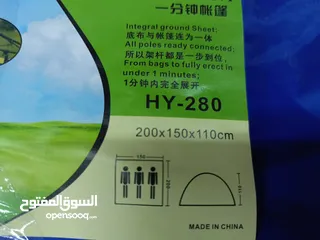 一分钟帐篷
Integral ground Sheet:
底布与帐篷连为一体
All poles ready connected:
所以架杆都是一步到位。
From bags to fully erect in
under 1 minutes;
1分钟内完全展开
HY-280
200x150x110cm
السوق المفتوح
opensooq.com
MADE IN CHINA